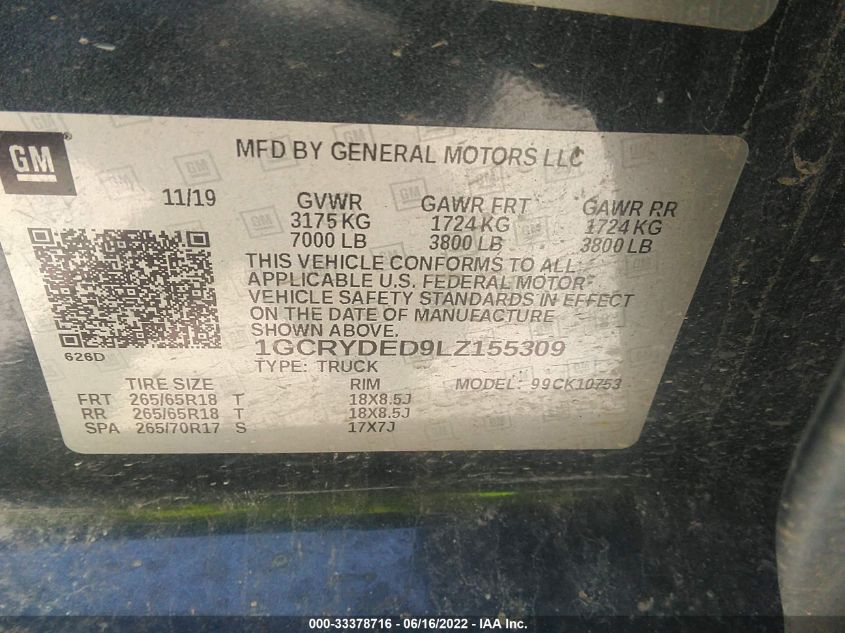 GM
MFD BY GENERAL MOTORS LLC
11/19 GVWR GAWR FRT GAWR RR
3175 KG 1724 KG 1724 KG
7000 LB 3800 LB 3800 LB
THIS VEHICLE CONFORMS TO ALL
APPLICABLE U.S. FEDERAL MOTOR
VEHICLE SAFETY STANDARDS IN EFFECT
ON THE DATE OF MANUFACTURE
SHOWN ABOVE.
1GCRYDED9LZ155309
626D TYPE: TRUCK
TIRE SIZE RIM MODEL: 99CK10753
FRT 265/65R18 T 18X8.5J
RR 265/65R18 T 18X8.5J
SPA 265/70R17 S 17X7J
000-33378716 - 06/16/2022 - IAA Inc.